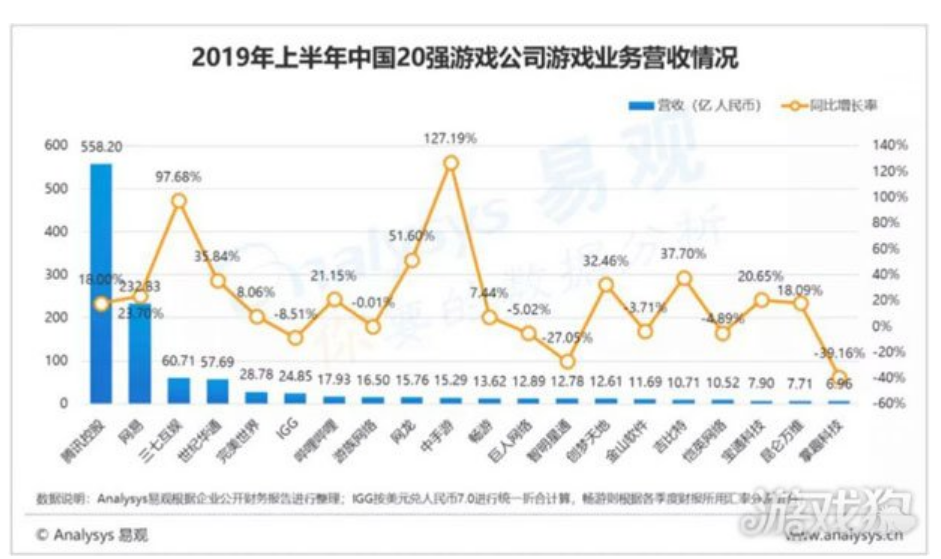 2019年上半年中国20强游戏公司游戏业务营收情况
营收（亿 人民币） 同比增长率
127.19%
600 558.20 140%
120%
500 97.68% 100%
80%
400 51.60% 60%
35.84% 32.46% 37.70%
300 18.00% 232.33 8.06% 21.15% 7.44% 20.65% 18.09% 40%
23.70% -8.51% -0.01% -5.02% -3.71% -4.89% 20%
200 0%
-27.05% -39.16% -20%
100 60.71 57.69 28.78 24.85 17.93 16.50 15.76 15.29 13.62 12.89 12.78 12.61 11.69 10.71 10.52 7.90 7.71 6.96 -40%
0 -60%
腾讯控股 网易 三七互娱 世纪华通 完美世界 IGG 哔哩哔哩 游族网络 网龙 中手游 畅游 巨人网络 智明星通 创梦天地 金山软件 吉比特 恺英网络 宝通科技 昆仑万维 掌趣科技
Analysys 易观
你要的数据分析
数据说明：Analysys易观根据企业公开财务报告进行整理；IGG按美元兑人民币7.0进行统一折合计算，畅游则根据各季度财报所用汇率
游戏狗
© Analysys 易观 www.analysys.cn